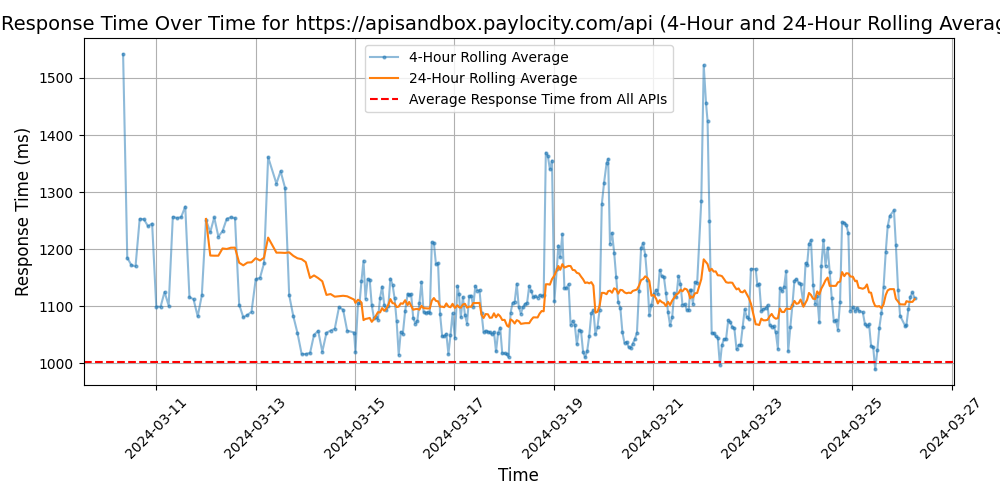 Response Time Over Time for https://apisandbox.paylocity.com/api (4-Hour and 24-Hour Rolling Averag
4-Hour Rolling Average
24-Hour Rolling Average
Average Response Time from All APIs
Response Time (ms)
1500
1400
1300
1200
1100
1000
2024-03-11
2024-03-13
2024-03-15
2024-03-17
2024-03-19
2024-03-21
2024-03-23
2024-03-25
2024-03-27
Time